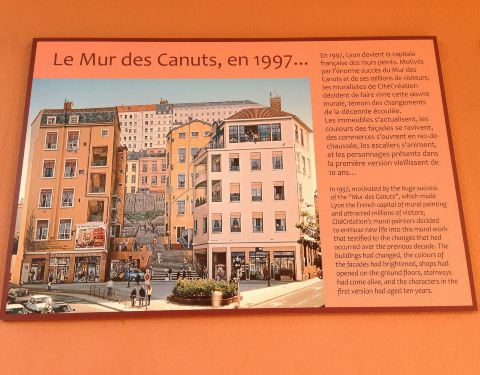 Le Mur des Canuts, en 1997...
En 1997, Lyon devient la capitale
française des murs peints. Motivés
par l'énorme succès du Mur des
Canuts et de ses millions de visiteurs,
les muralistes de CitéCréation
décident de faire vivre cette œuvre
murale, témoin des changements
de la décennie écoulée.
Les immeubles s'actualisent, les
couleurs des façades se ravivent,
des commerces s'ouvrent en rez-de-
chaussée, les escaliers s'animent,
et les personnages présents dans
la première version vieillissent de
10 ans...
In 1997, motivated by the huge success
of the "Mur des Canuts", which made
Lyon the French capital of mural painting
and attracted millions of visitors,
CitéCréation's mural painters decided
to enthuse new life into this mural work
that testified to the changes that had
occurred over the previous decade. The
buildings had changed, the colours of
the facades had brightened, shops had
opened on the ground floors, stairways
had come alive, and the characters in the
first version had aged ten years.